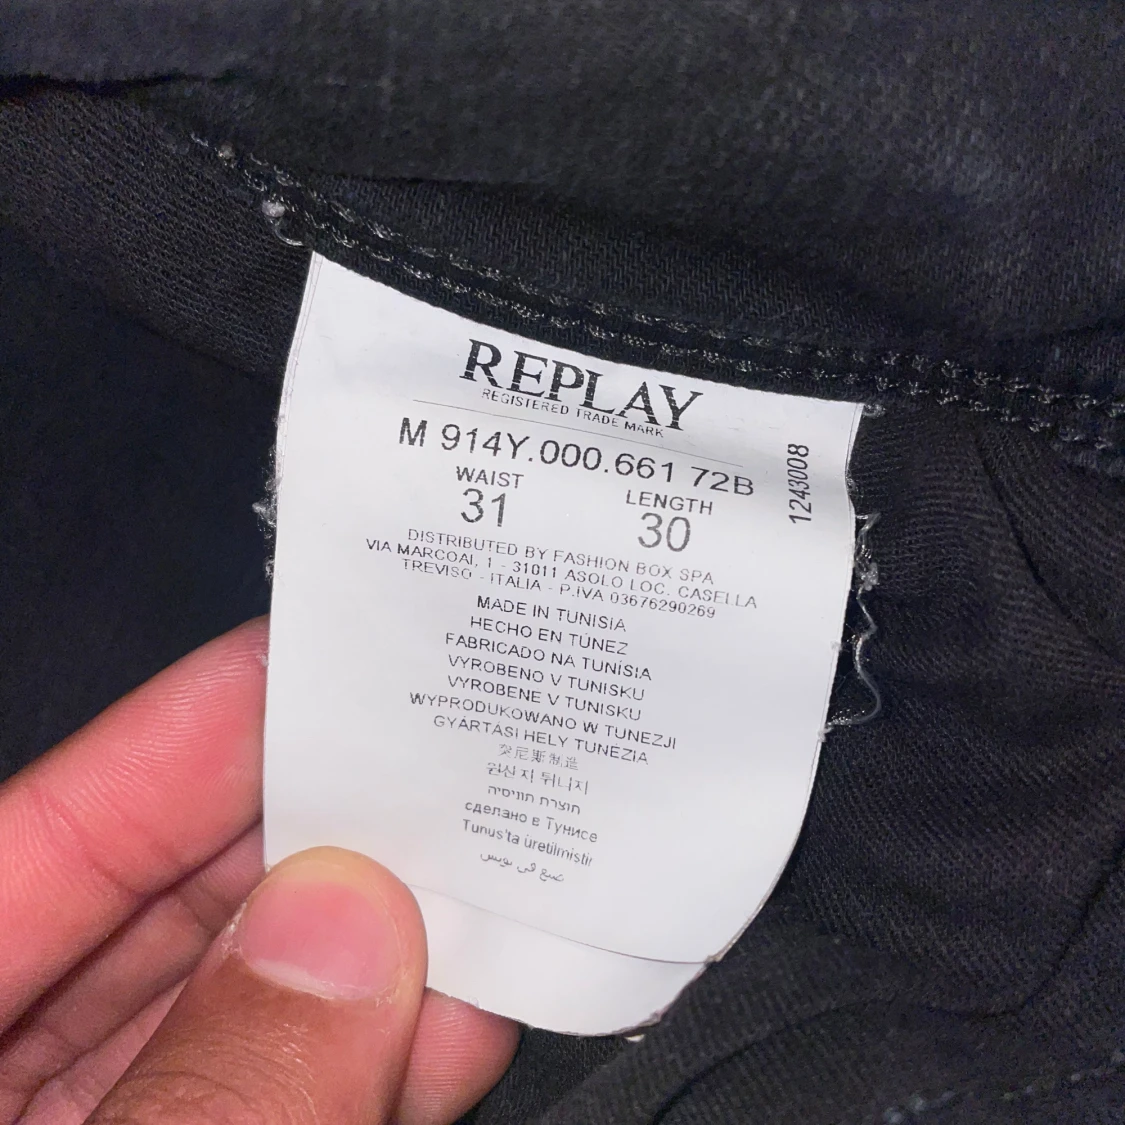 REPLAY
REGISTERED TRADE MARK
M 914Y.000.661 72B
1243008
WAIST
31
LENGTH
30
DISTRIBUTED BY FASHION BOX SPA
VIA MARCOAI, 1 - 31011 ASOLO LOC. CASELLA
TREVISO - ITALIA - P.IVA 03676290269
MADE IN TUNISIA
HECHO EN TÚNEZ
FABRICADO NA TUNÍSIA
VYROBENO V TUNISKU
VYROBENE V TUNISKU
WYPRODUKOWANO W TUNEZJI
GYÁRTÁSI HELY TUNÉZIA
突尼斯制造
원산지 튀니지
תוצרת תוניסיה
сделано в Тунисе
Tunus'ta üretilmistir
صنع في تونس